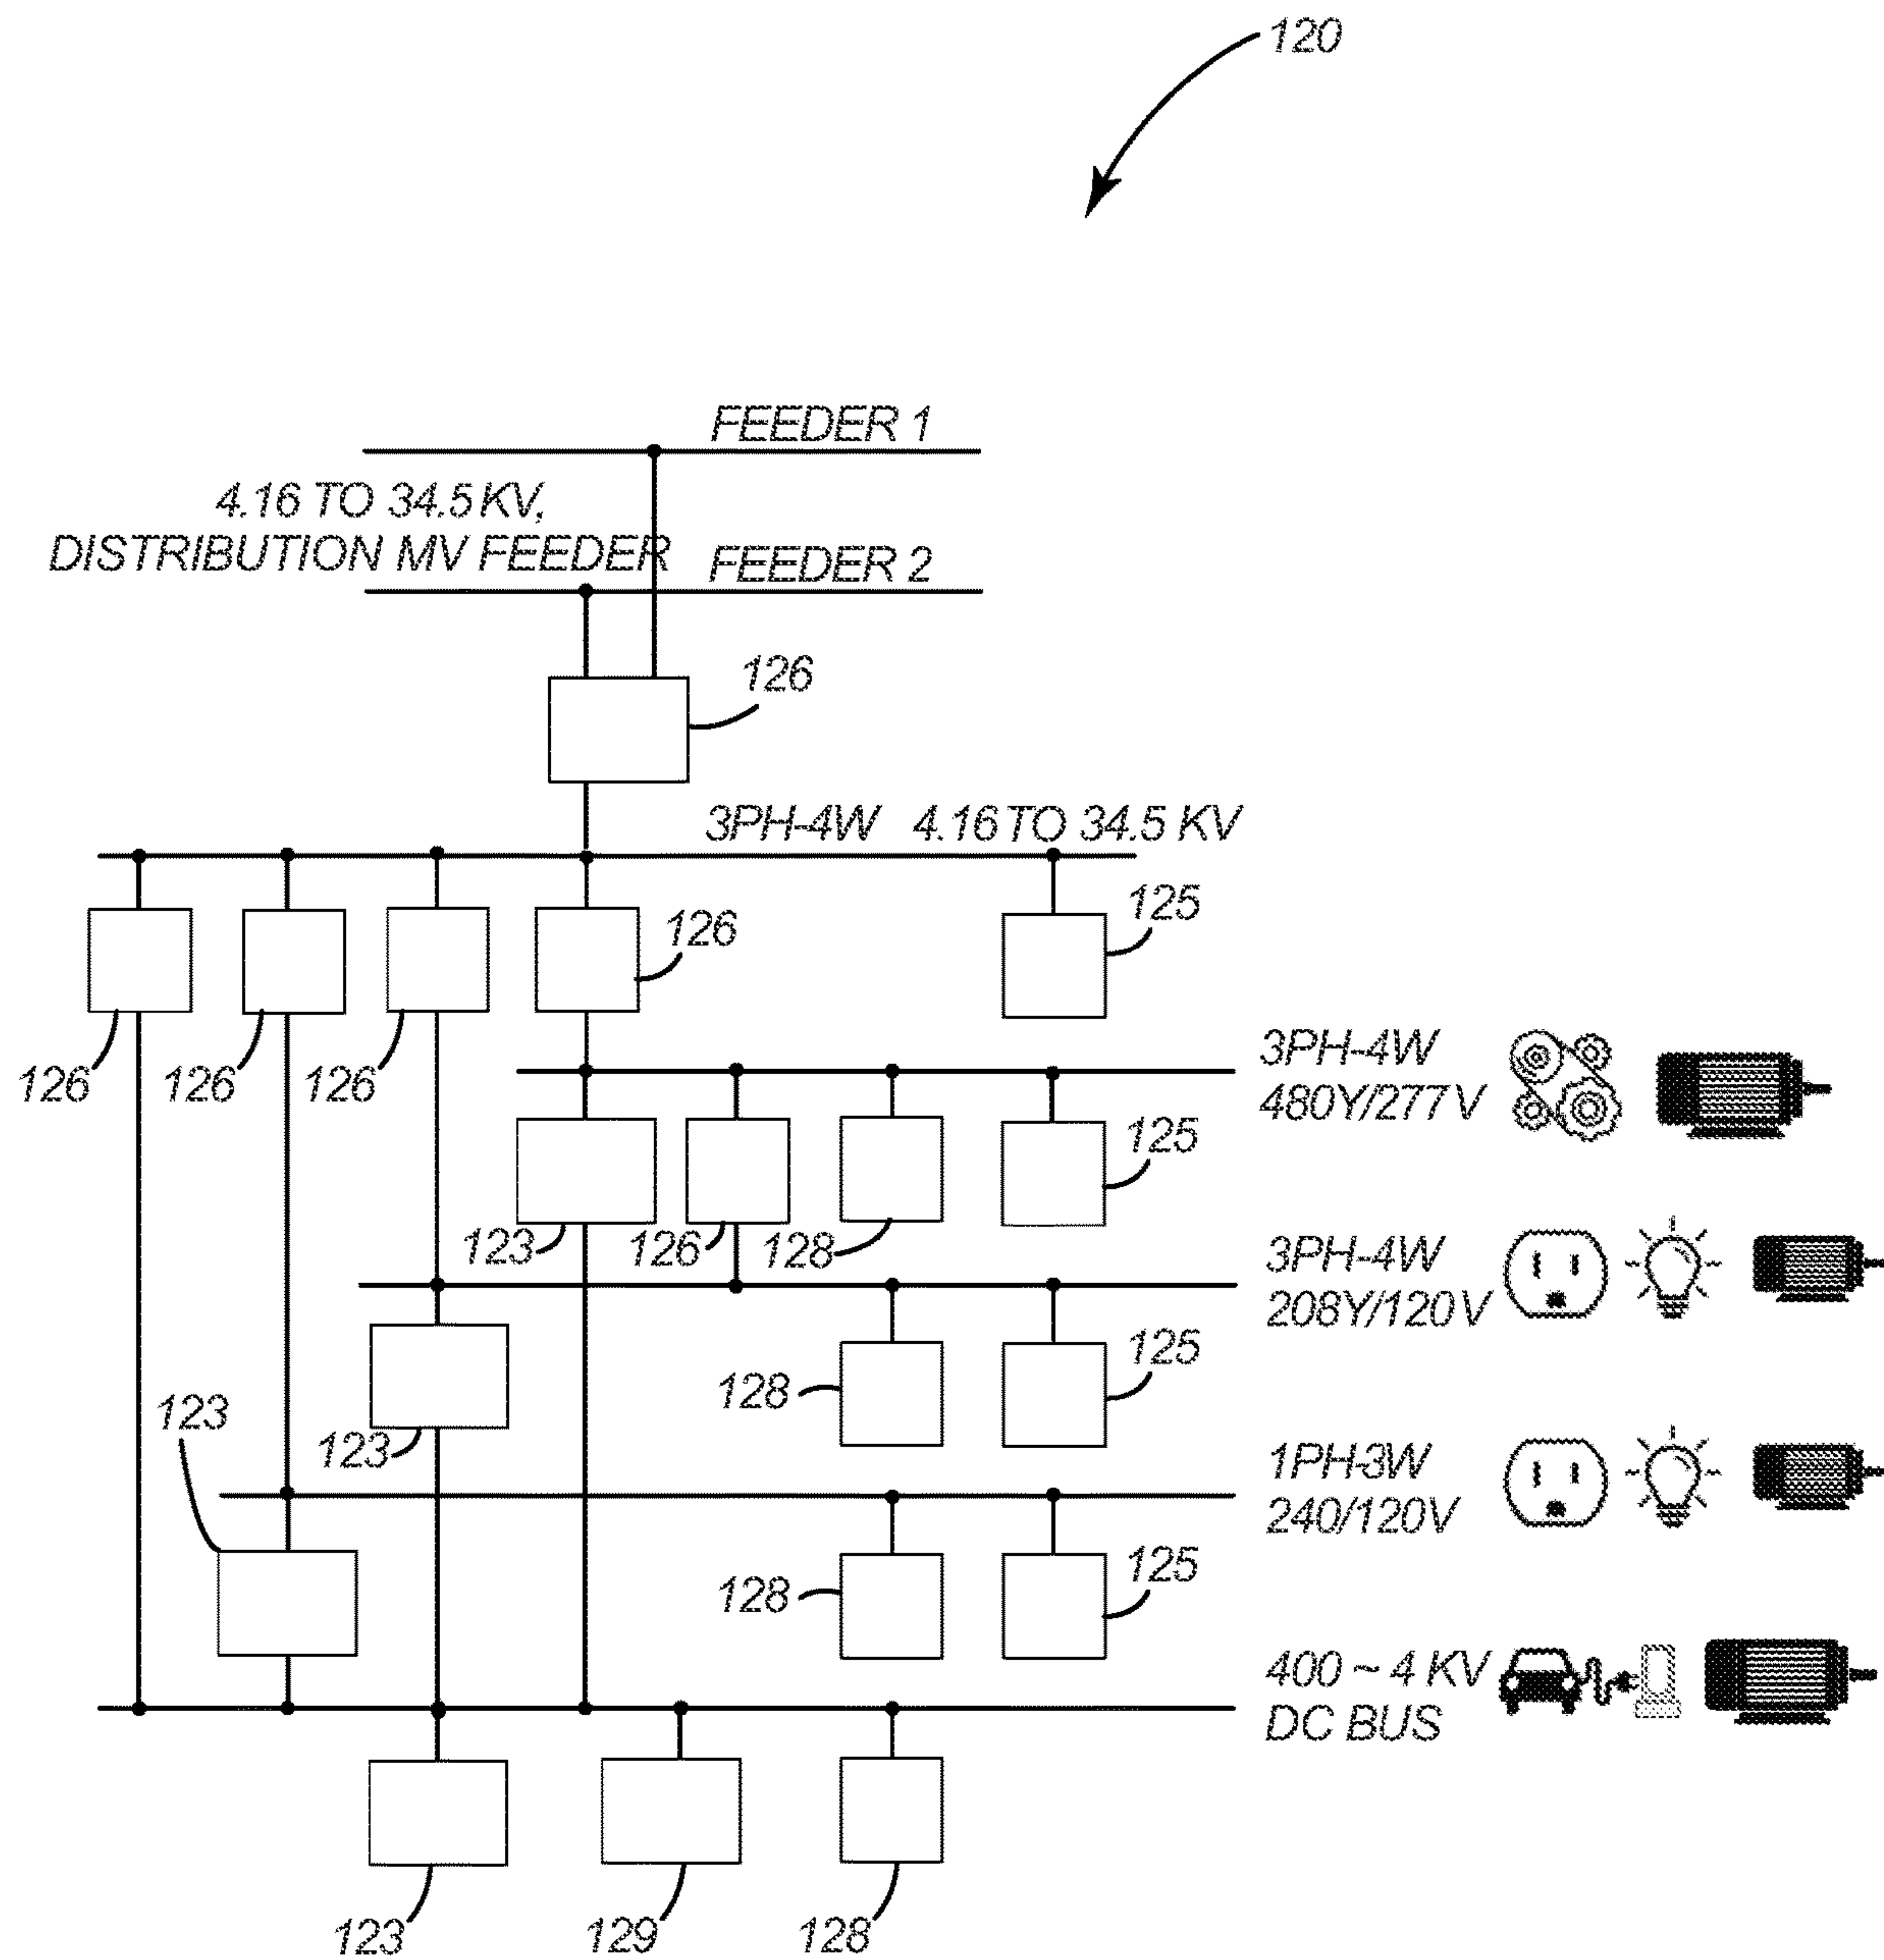 120
FEEDER 1
4.16 TO 34.5 KV,
DISTRIBUTION MV FEEDER
FEEDER 2
126
3PH-4W 4.16 TO 34.5 KV
125
126
126
126
126
3PH-4W
480Y/277V
125
123
126
128
3PH-4W
208Y/120V
125
128
123
123
1PH-3W
240/120V
125
128
400 ~ 4 KV
DC BUS
123
129
128